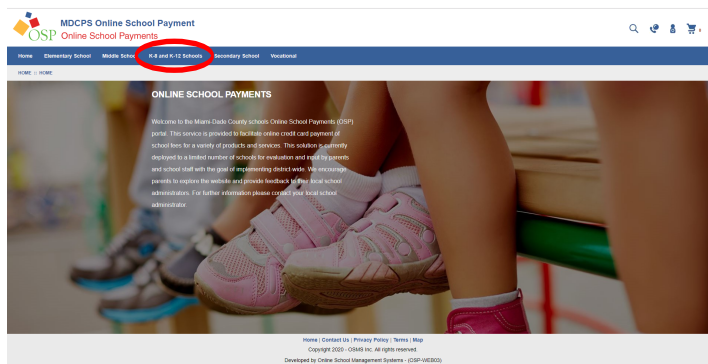 MDCPS Online School Payment
OSP Online School Payments
Home Elementary School Middle School K-8 and K-12 Schools Secondary School Vocational
HOME :: HOME
ONLINE SCHOOL PAYMENTS
Welcome to the Miami-Dade County schools Online School Payments (OSP)
portal. This service is provided to facilitate online credit card payment of
school fees for a variety of products and services. This solution is currently
deployed to a limited number of schools for evaluation and input by parents
and school staff with the goal of implementing district-wide. We encourage
parents to explore the website and provide feedback to their local school
administrators. For further information please contact your local school
administrator.
Home | Contact Us | Privacy Policy | Terms | Map
Copyright 2020 - OSMS Inc. All rights reserved.
Developed by Online School Management Systems - (OSP-WEB03)